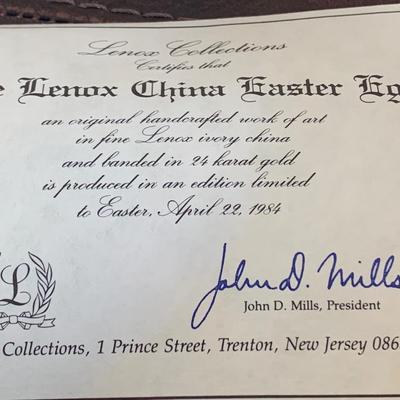 Lenox Collections
Certifies that
e Lenox China Easter Eg
an original handcrafted work of art
in fine Lenox ivory china
and banded in 24 karat gold
is produced in an edition limited
to Easter, April 22, 1984
L
John D. Mills
John D. Mills, President
Collections, 1 Prince Street, Trenton, New Jersey 086